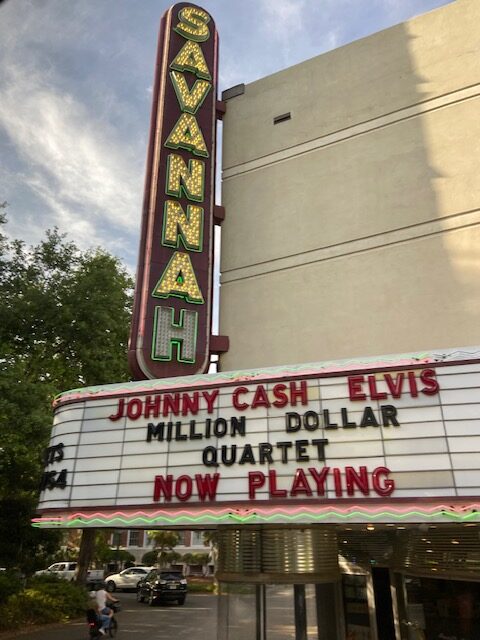 SAVANNAH
JOHNNY CASH ELVIS
MILLION DOLLAR
QUARTET
NOW PLAYING